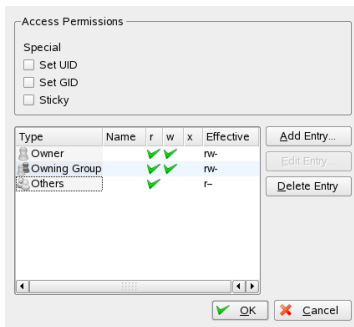 Access Permissions
Special
Set UID
Set GID
Sticky
Type Name r w x Effective
Owner rw-
Owning Group rw-
Others r--
Add Entry...
Edit Entry...
Delete Entry
OK
Cancel